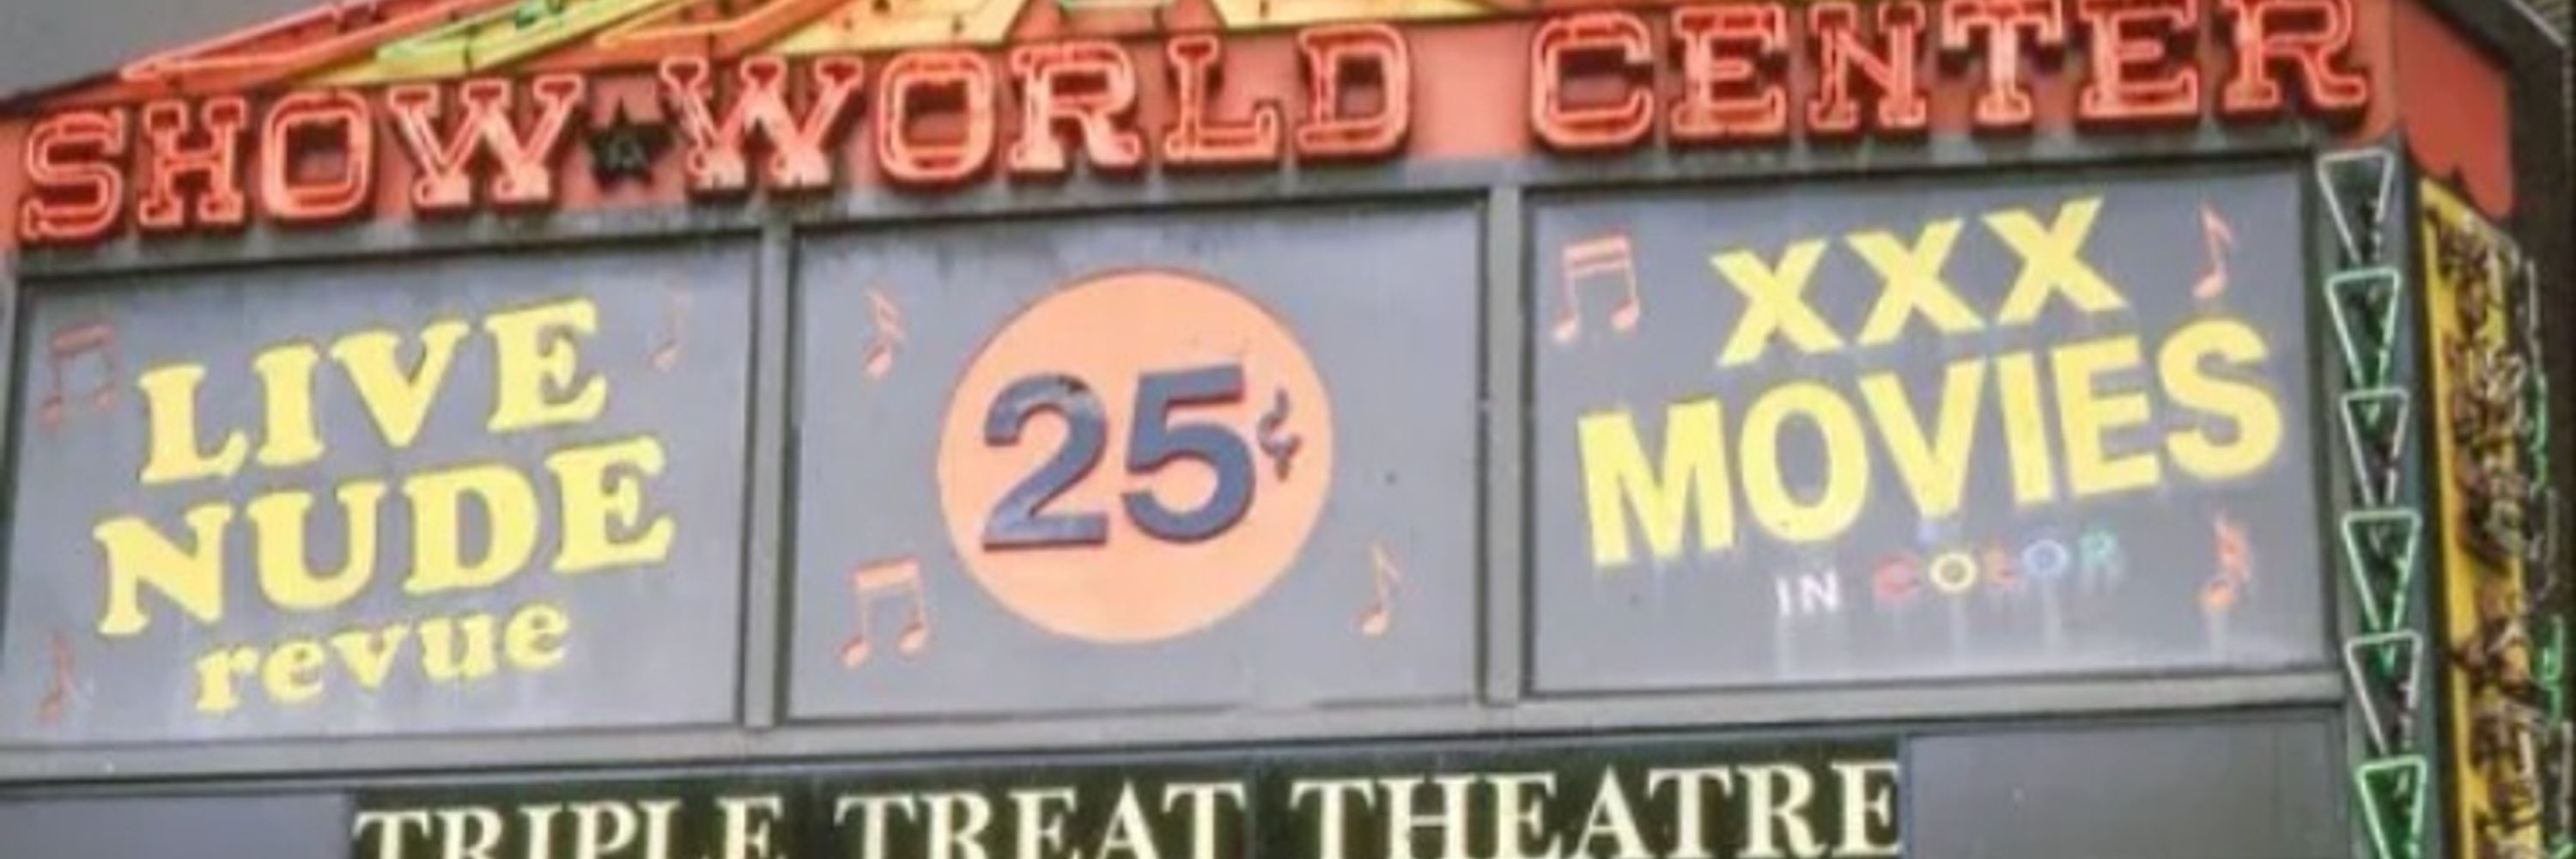 SHOW★WORLD CENTER
LIVE
NUDE
revue
25¢
XXX
MOVIES
IN COLOR
TRIPLE TREAT THEATRE